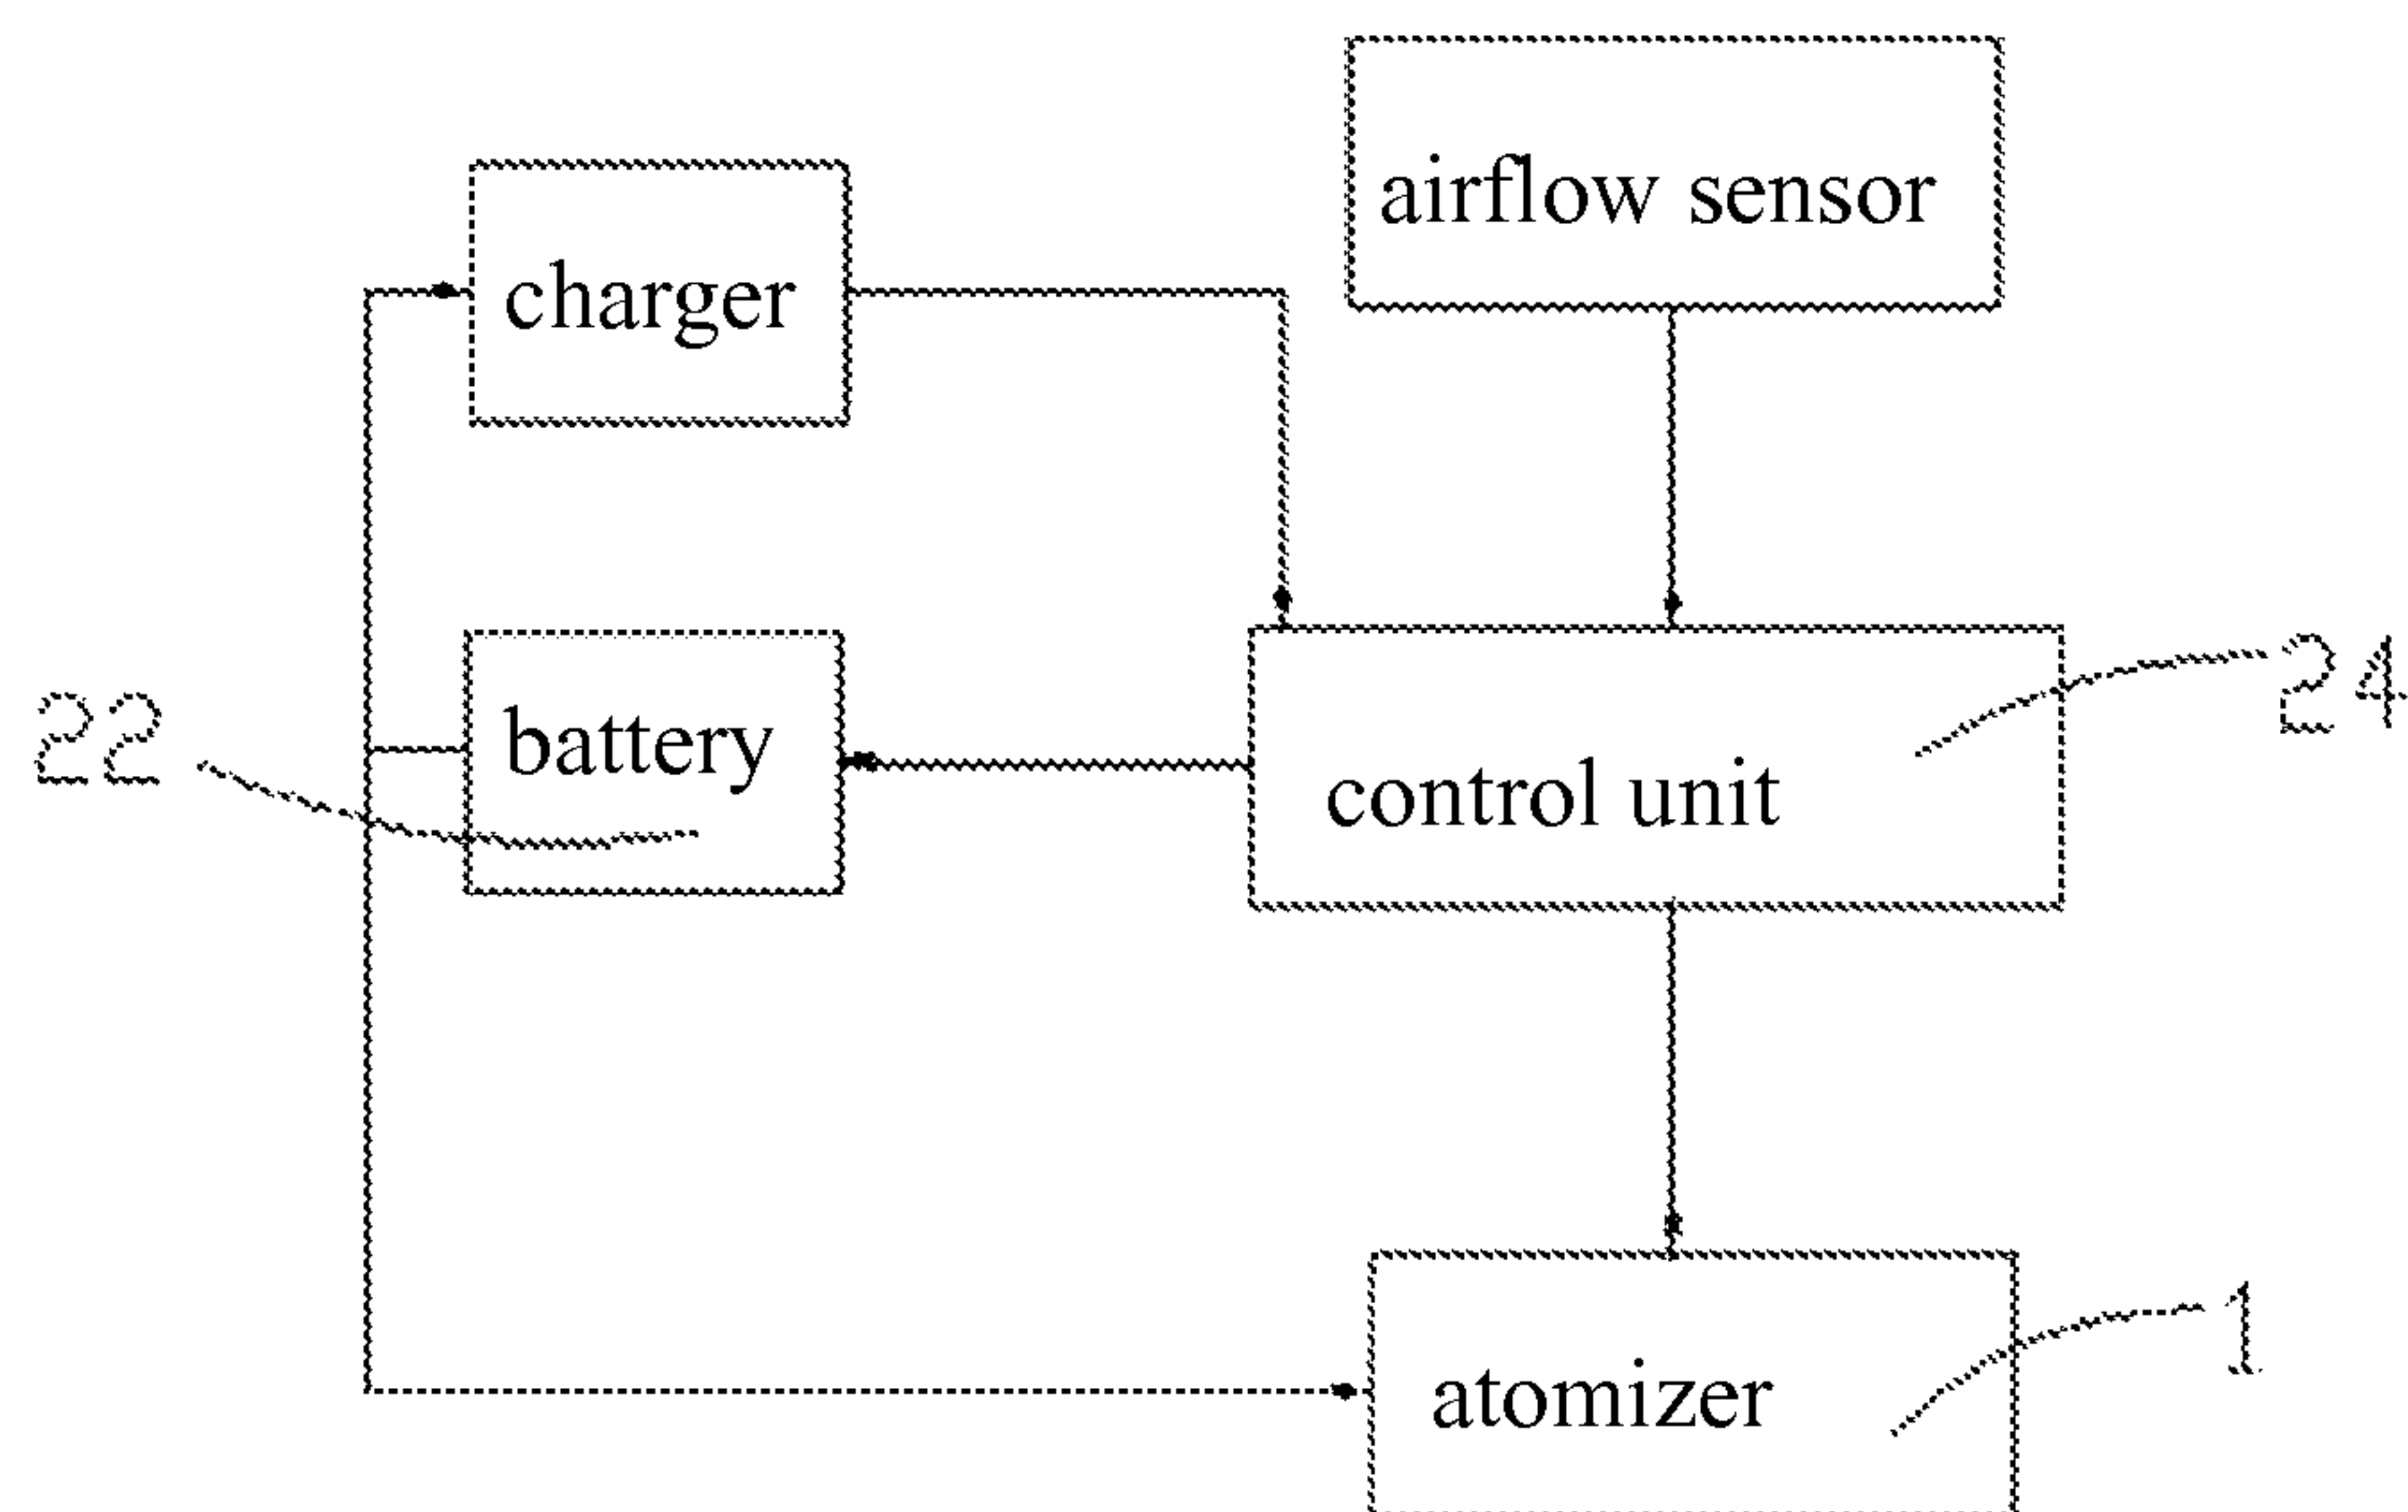 airflow sensor
charger
22
battery
control unit
24
atomizer
1